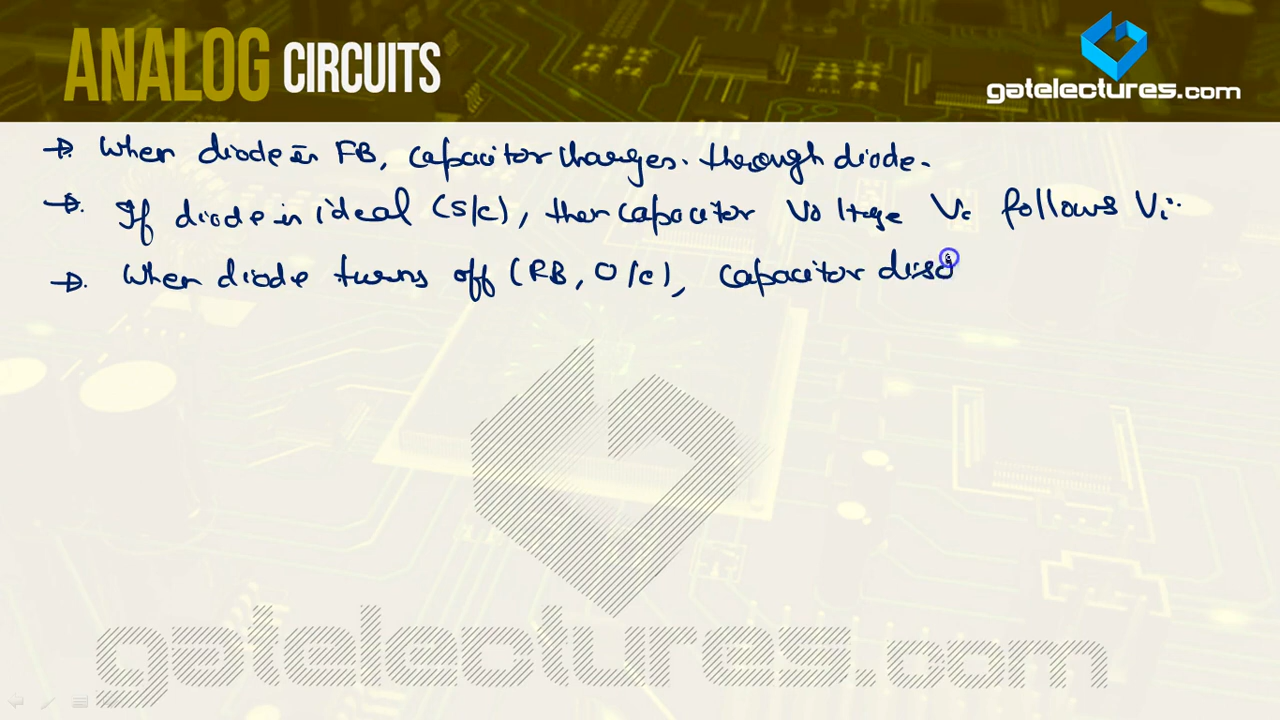 ANALOG CIRCUITS
gatelectures.com
→ When diode in FB, capacitor charges. through diode.
→ If diode in ideal (S/C), then capacitor voltage Vc follows Vi.
→ When diode turns off (RB, O/C), capacitor disc
gatelectures.com